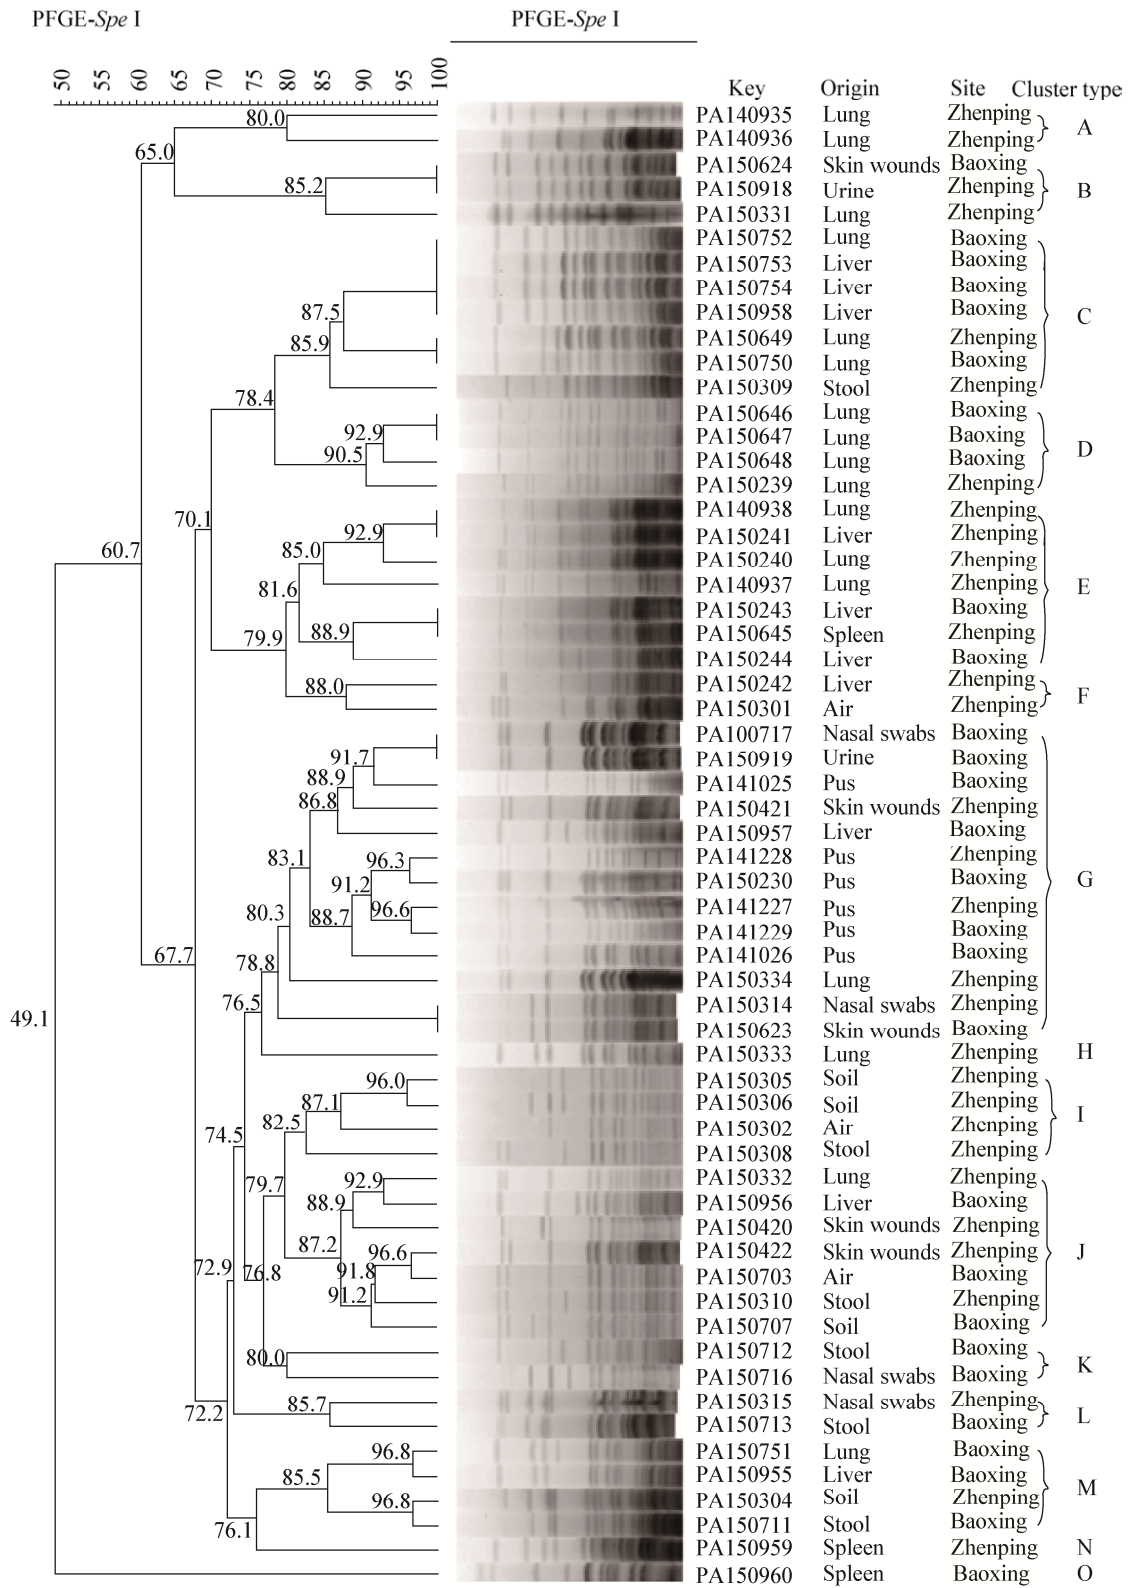 PFGE-Spe I PFGE-Spe I
50 55 60 65 70 75 80 85 90 95 100
Key Origin Site Cluster type
PA140935 Lung Zhenping
80.0
A
PA140936 Lung Zhenping
65.0
PA150624 Skin wounds Baoxing
85.2
PA150918 Urine Zhenping B
PA150331 Lung Zhenping
PA150752 Lung Baoxing
PA150753 Liver Baoxing
PA150754 Liver Baoxing
87.5
PA150958 Liver Baoxing C
85.9
PA150649 Lung Zhenping
PA150750 Lung Baoxing
PA150309 Stool Zhenping
78.4
PA150646 Lung Baoxing
92.9
PA150647 Lung Baoxing
D
90.5
PA150648 Lung Baoxing
PA150239 Lung Zhenping
70.1
PA140938 Lung Zhenping
92.9
PA150241 Liver Zhenping
60.7
85.0
PA150240 Lung Zhenping
81.6
PA140937 Lung Zhenping E
PA150243 Liver Baoxing
79.9
88.9
PA150645 Spleen Zhenping
PA150244 Liver Baoxing
88.0
PA150242 Liver Zhenping
F
PA150301 Air Zhenping
PA100717 Nasal swabs Baoxing
91.7
PA150919 Urine Baoxing
88.9
PA141025 Pus Baoxing
86.8
PA150421 Skin wounds Zhenping
PA150957 Liver Baoxing
83.1
96.3
PA141228 Pus Zhenping
91.2
PA150230 Pus Baoxing G
80.3
88.7
96.6
PA141227 Pus Zhenping
PA141229 Pus Baoxing
67.7
78.8
PA141026 Pus Baoxing
PA150334 Lung Zhenping
76.5
PA150314 Nasal swabs Zhenping
49.1
PA150623 Skin wounds Baoxing
PA150333 Lung Zhenping H
96.0
PA150305 Soil Zhenping
87.1
PA150306 Soil Zhenping
I
82.5
PA150302 Air Zhenping
74.5
PA150308 Stool Zhenping
79.7
92.9
PA150332 Lung Zhenping
88.9
PA150956 Liver Baoxing
PA150420 Skin wounds Zhenping
87.2
96.6
PA150422 Skin wounds Zhenping J
72.9
76.8
91.8
PA150703 Air Baoxing
91.2
PA150310 Stool Zhenping
PA150707 Soil Baoxing
80.0
PA150712 Stool Baoxing
K
PA150716 Nasal swabs Baoxing
72.2
85.7
PA150315 Nasal swabs Zhenping
L
PA150713 Stool Baoxing
96.8
PA150751 Lung Baoxing
85.5
PA150955 Liver Baoxing
M
96.8
PA150304 Soil Zhenping
76.1
PA150711 Stool Baoxing
PA150959 Spleen Zhenping N
PA150960 Spleen Baoxing O